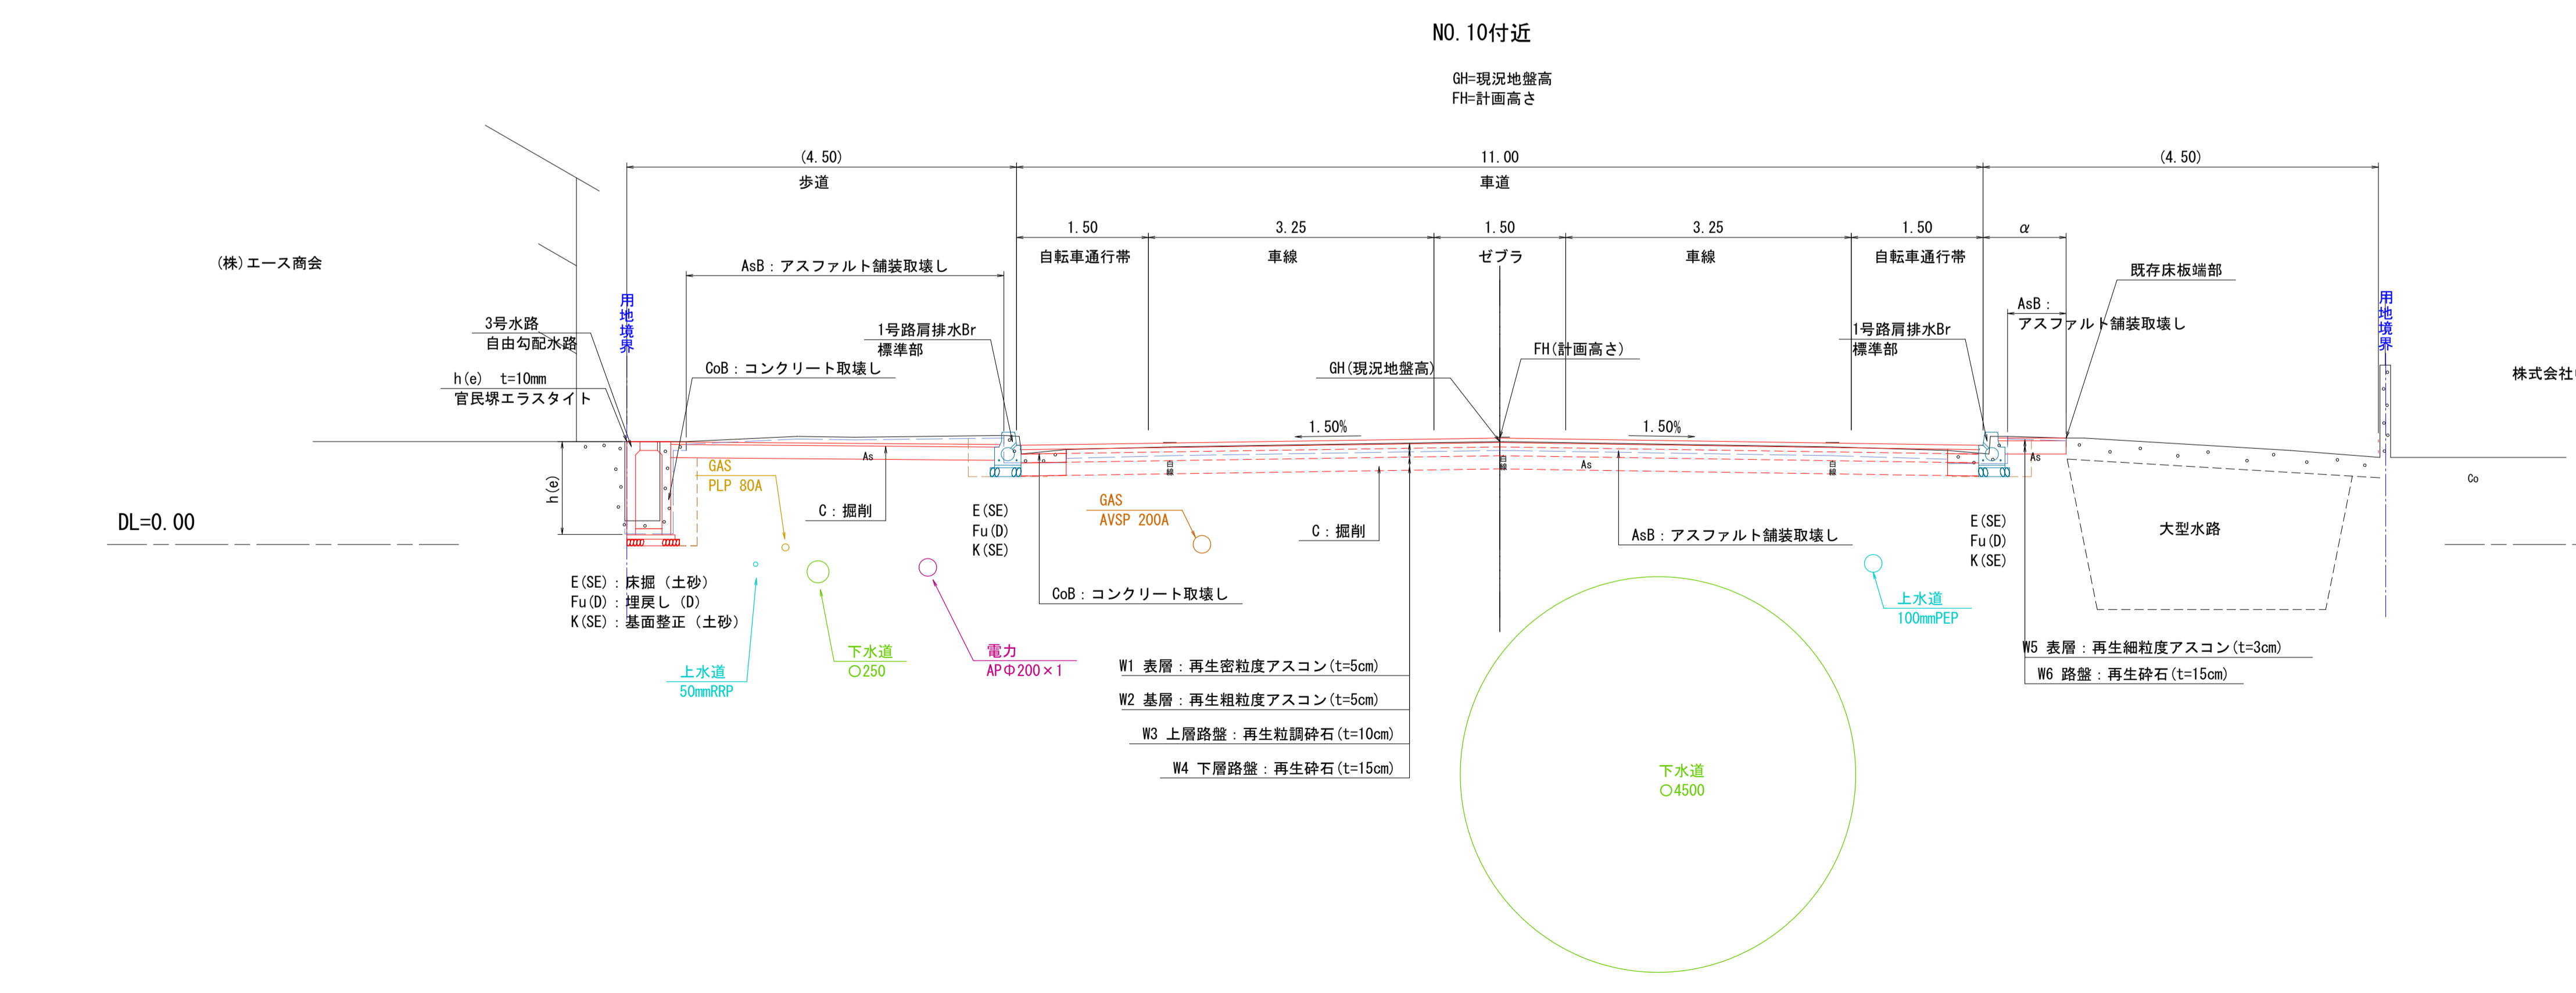 NO.10付近
GH=現況地盤高
FH=計画高さ
(4.50)
11.00
(4.50)
歩道
車道
1.50
3.25
1.50
3.25
1.50
α
自転車通行帯
車線
ゼブラ
車線
自転車通行帯
(株)エース商会
AsB：アスファルト舗装取壊し
既存床板端部
用地境界
用地境界
AsB：
アスファルト舗装取壊し
3号水路
自由勾配水路
1号路肩排水Br
標準部
1号路肩排水Br
標準部
FH(計画高さ)
GH(現況地盤高)
CoB：コンクリート取壊し
h(e) t=10mm
官民堺エラスタイト
株式会社
1.50%
1.50%
As
白線
白線
As
白線
As
Co
GAS
PLP 80A
h(e)
GAS
AVSP 200A
C：掘削
E(SE)
Fu(D)
K(SE)
C：掘削
AsB：アスファルト舗装取壊し
E(SE)
Fu(D)
K(SE)
大型水路
DL=0.00
E(SE)：床掘（土砂）
Fu(D)：埋戻し（D）
K(SE)：基面整正（土砂）
CoB：コンクリート取壊し
上水道
100mmPEP
上水道
50mmRRP
下水道
○250
電力
APΦ200×1
W1 表層：再生密粒度アスコン(t=5cm)
W2 基層：再生粗粒度アスコン(t=5cm)
W3 上層路盤：再生粒調砕石(t=10cm)
W4 下層路盤：再生砕石(t=15cm)
W5 表層：再生細粒度アスコン(t=3cm)
W6 路盤：再生砕石(t=15cm)
下水道
○4500